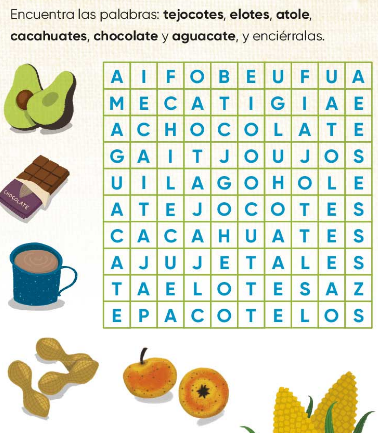 Encuentra las palabras: tejocotes, elotes, atole,
cacahuates, chocolate y aguacate, y enciérralas.
A I F O B E U F U A
M E C A T I G I A E
A C H O C O L A T E
G A I T J O U J O S
U I L A G O H O L E
A T E J O C O T E S
C A C A H U A T E S
A J U J E T A L E S
T A E L O T E S A Z
E P A C O T E L O S
CHOCOLATE